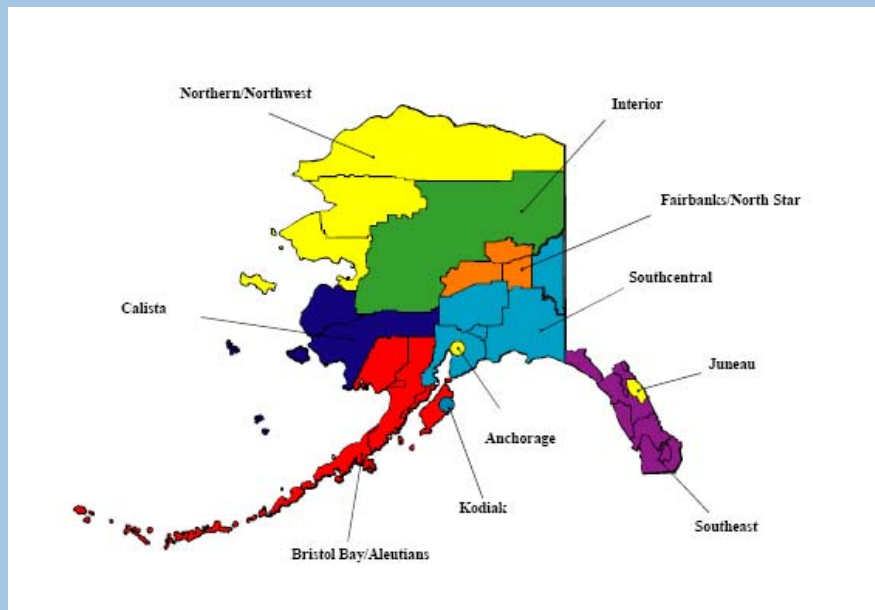 Northern/Northwest
Interior
Fairbanks/North Star
Southcentral
Calista
Juneau
Anchorage
Kodiak
Southeast
Bristol Bay/Aleutians